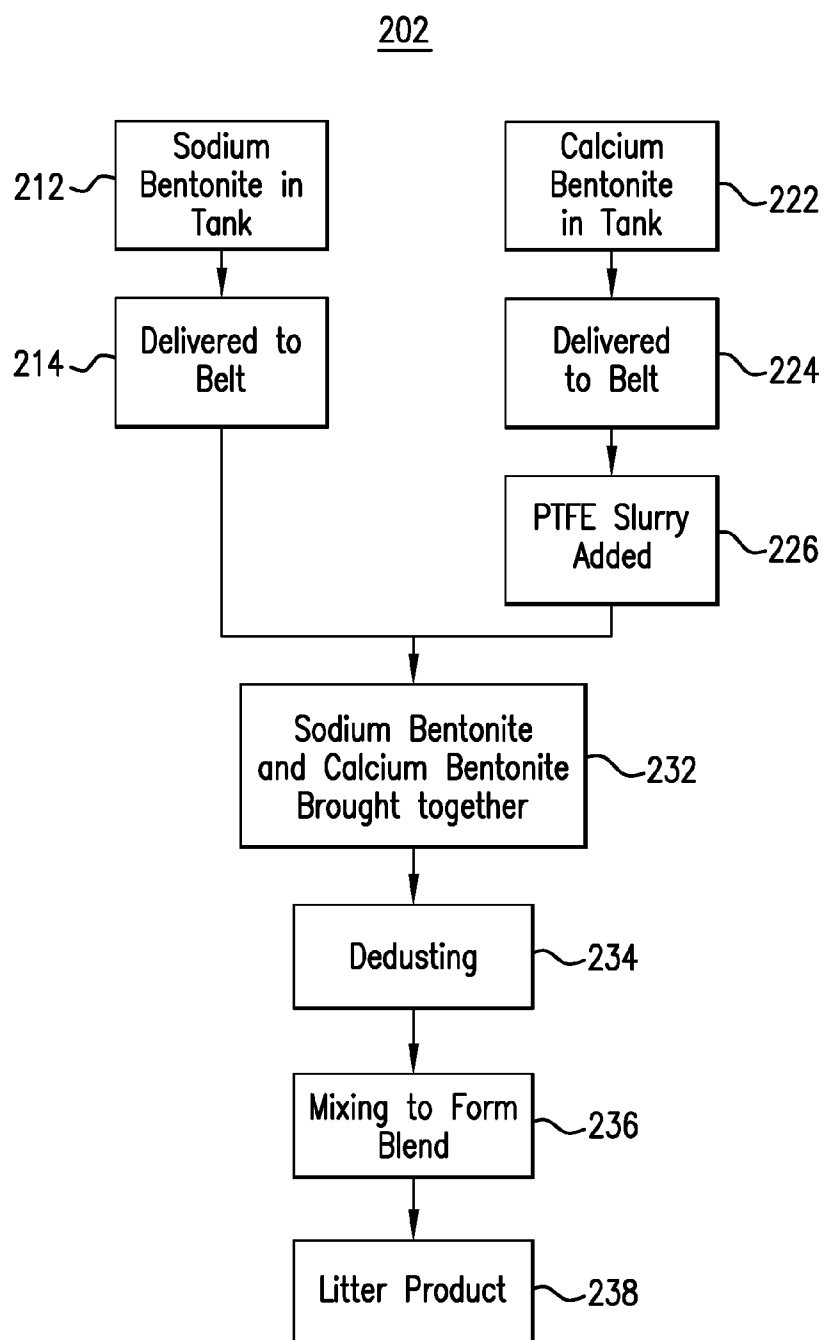 202
Sodium
Bentonite in
Tank
212
Calcium
Bentonite
in Tank
222
Delivered to
Belt
214
Delivered
to Belt
224
PTFE Slurry
Added
226
Sodium Bentonite
and Calcium Bentonite
Brought together
232
Dedusting
234
Mixing to Form
Blend
236
Litter Product
238